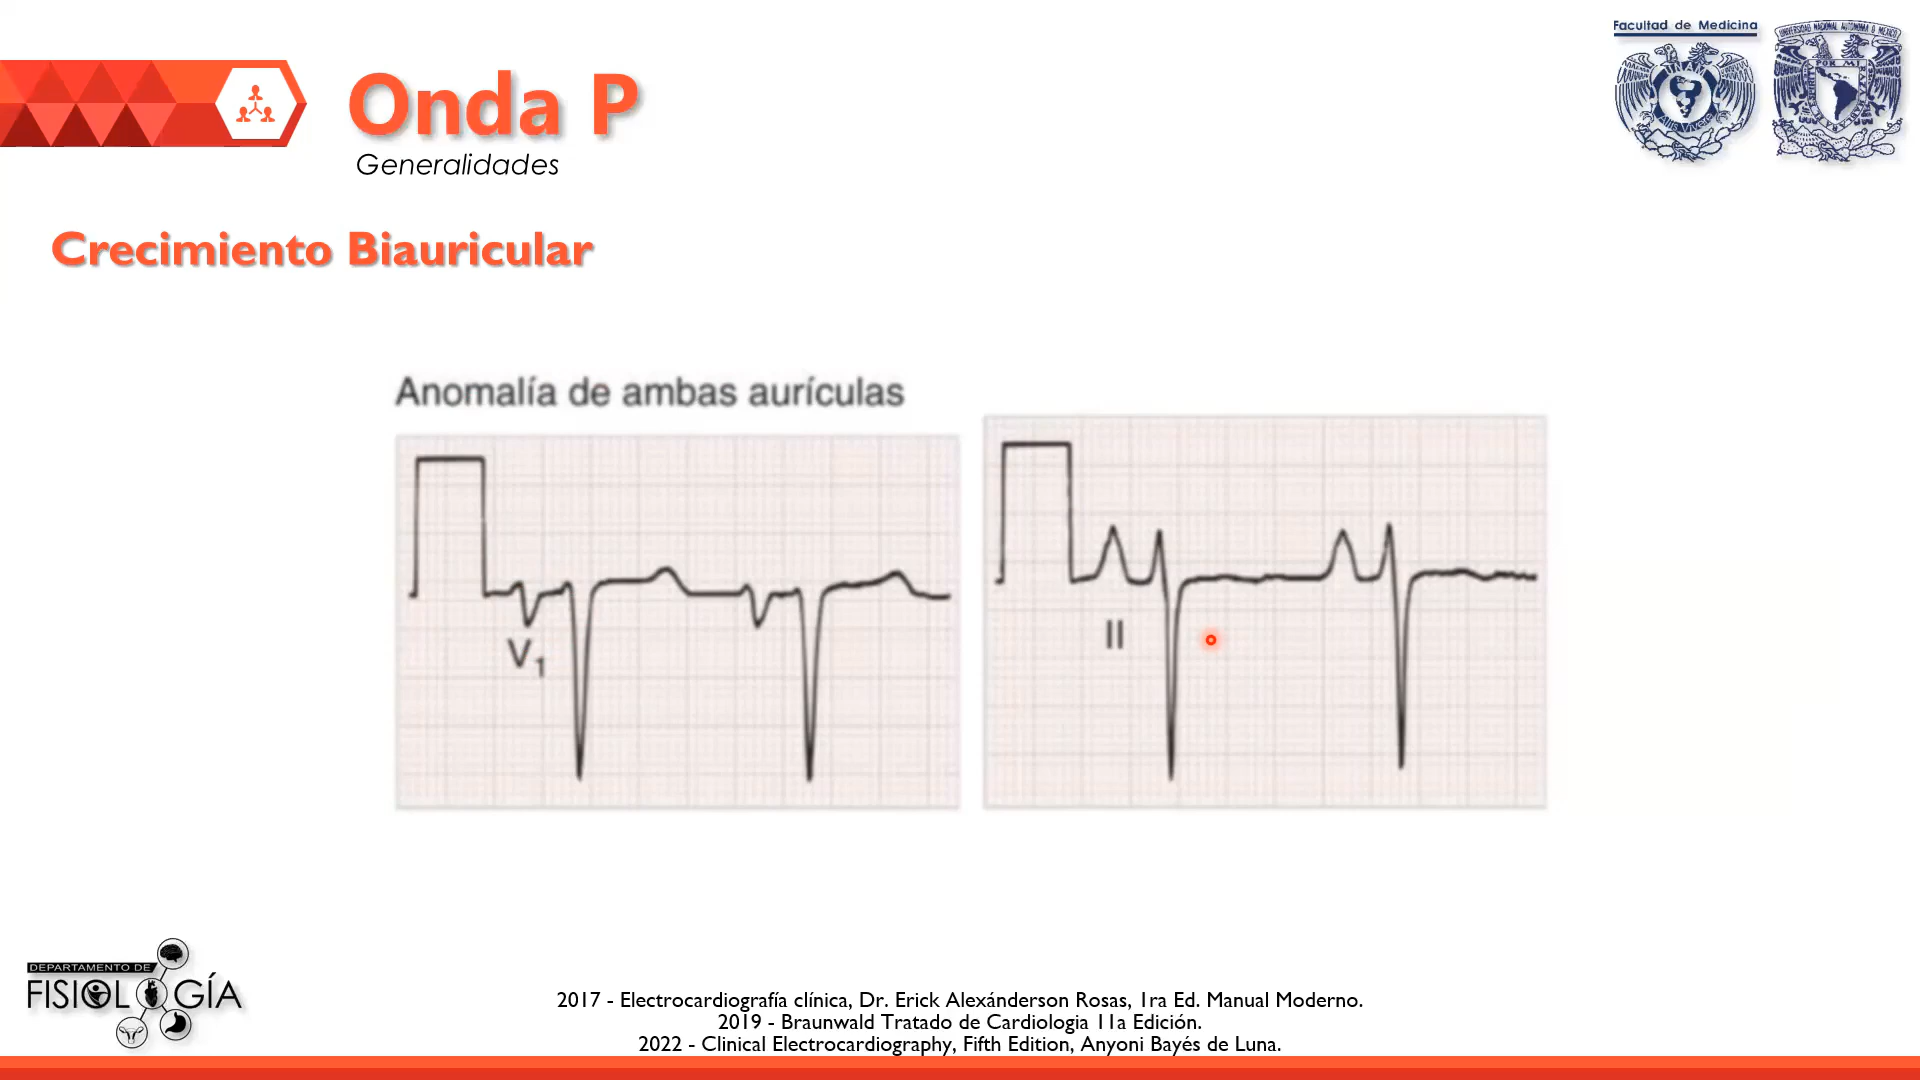 Facultad de Medicina
Onda P
Generalidades
Crecimiento Biauricular
Anomalía de ambas aurículas
V1
II
DEPARTAMENTO DE
FISIOLOGÍA
2017 - Electrocardiografía clínica, Dr. Erick Alexánderson Rosas, 1ra Ed. Manual Moderno.
2019 - Braunwald Tratado de Cardiologia 11a Edición.
2022 - Clinical Electrocardiography, Fifth Edition, Anyoni Bayés de Luna.